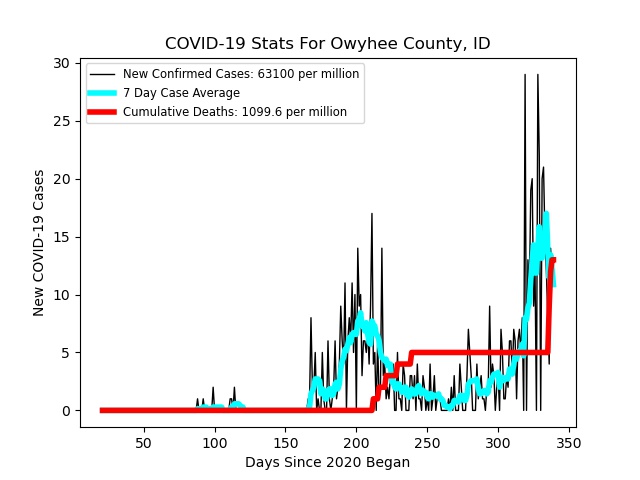 COVID-19 Stats For Owyhee County, ID
New Confirmed Cases: 63100 per million
7 Day Case Average
Cumulative Deaths: 1099.6 per million
New COVID-19 Cases
30
25
20
15
10
5
0
50 100 150 200 250 300 350
Days Since 2020 Began